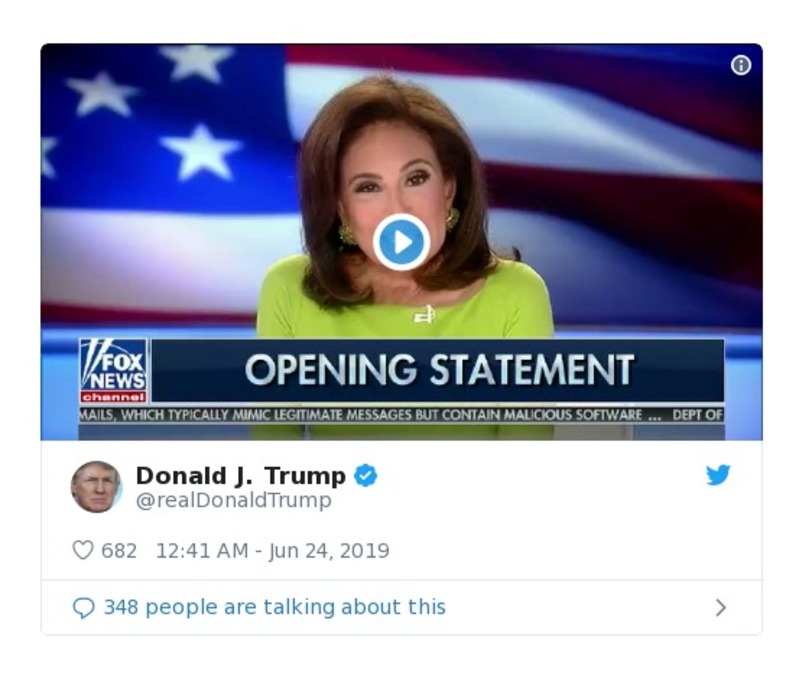 FOX
NEWS
channel
OPENING STATEMENT
MAILS, WHICH TYPICALLY MIMIC LEGITIMATE MESSAGES BUT CONTAIN MALICIOUS SOFTWARE ... DEPT OF
Donald J. Trump
@realDonaldTrump
682 12:41 AM - Jun 24, 2019
348 people are talking about this